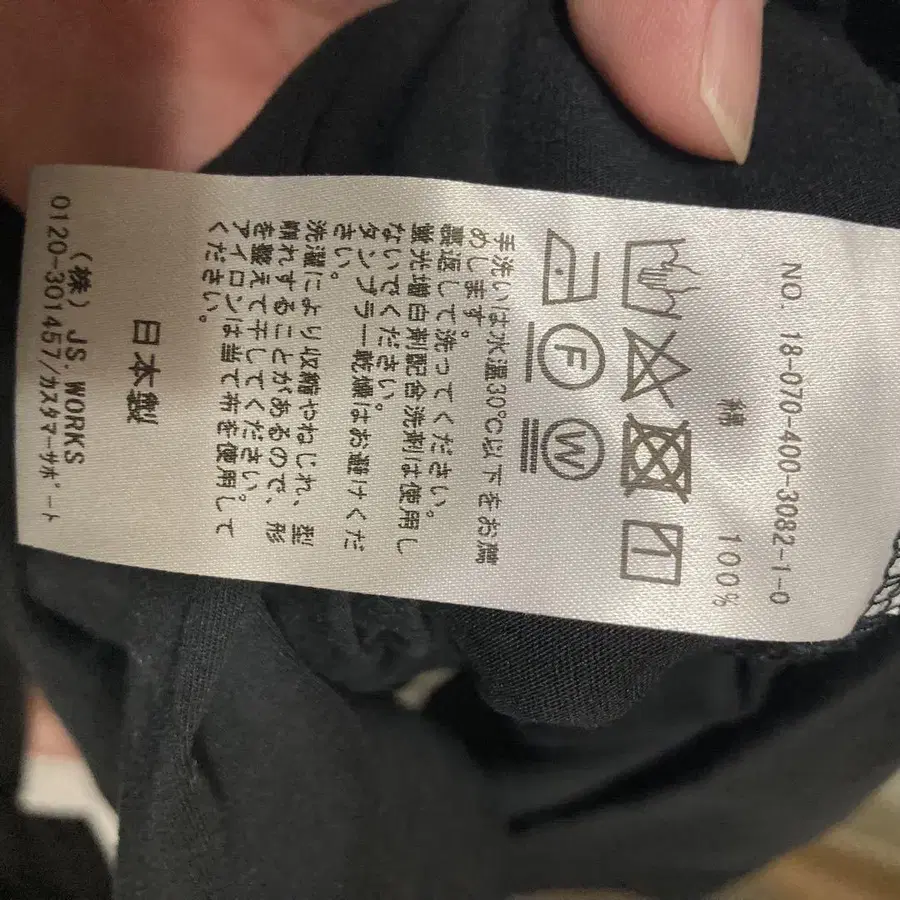 NO. 18-070-400-3082-1-0
綿 100%
F W
手洗いは水温30℃以下をお薦
めします。
裏返して洗ってください。
蛍光増白剤配合洗剤は使用し
ないでください。
タンブラー乾燥はお避けくだ
さい。
洗濯により収縮やねじれ、型
崩れすることがあるので、形
を整えて干してください。
アイロンは当て布を使用して
ください。
日本製
(株) JS. WORKS
0120-301457/カスタマーサポート